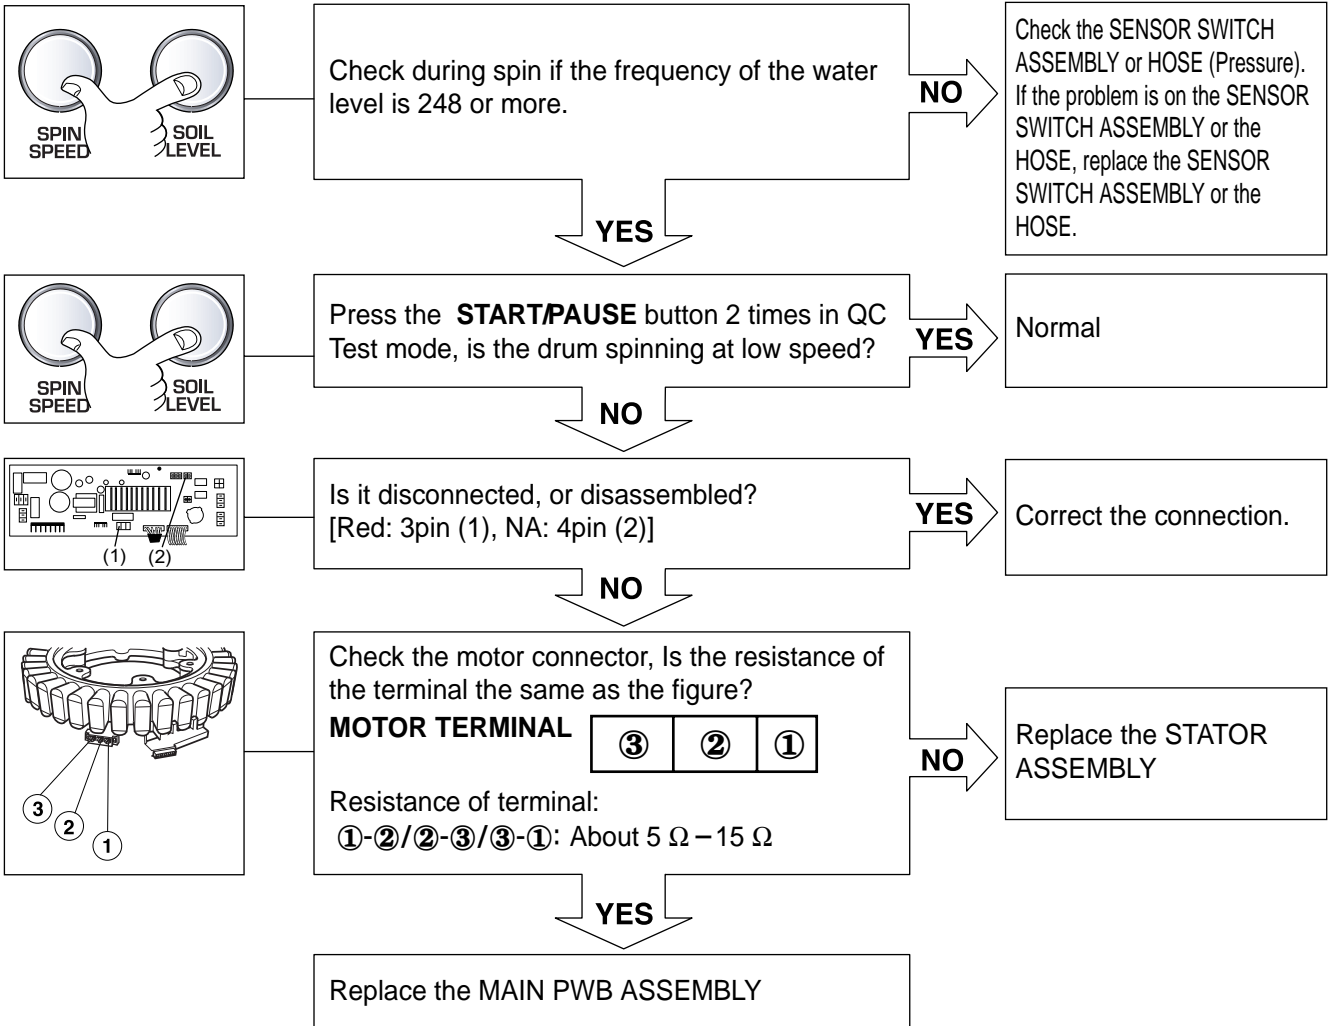 SPIN
SPEED
SOIL
LEVEL
Check during spin if the frequency of the water
level is 248 or more.
NO
Check the SENSOR SWITCH
ASSEMBLY or HOSE (Pressure).
If the problem is on the SENSOR
SWITCH ASSEMBLY or the
HOSE, replace the SENSOR
SWITCH ASSEMBLY or the
HOSE.
YES
SPIN
SPEED
SOIL
LEVEL
Press the START/PAUSE button 2 times in QC
Test mode, is the drum spinning at low speed?
YES
Normal
NO
(1) (2)
Is it disconnected, or disassembled?
[Red: 3pin (1), NA: 4pin (2)]
YES
Correct the connection.
NO
3
2
1
Check the motor connector, Is the resistance of
the terminal the same as the figure?
MOTOR TERMINAL
③ ② ①
Resistance of terminal:
①-②/②-③/③-①: About 5 Ω – 15 Ω
NO
Replace the STATOR
ASSEMBLY
YES
Replace the MAIN PWB ASSEMBLY